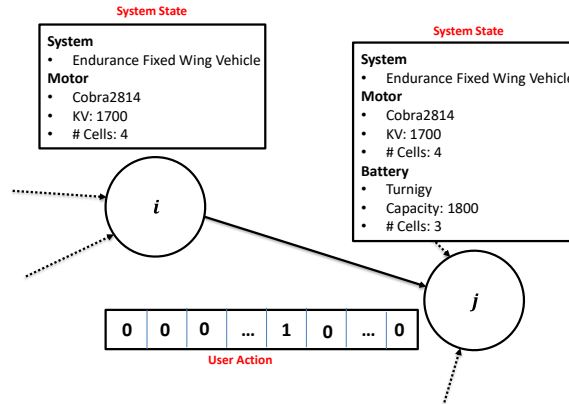 System State
System
• Endurance Fixed Wing Vehicle
Motor
• Cobra2814
• KV: 1700
• # Cells: 4
System State
System
• Endurance Fixed Wing Vehicle
Motor
• Cobra2814
• KV: 1700
• # Cells: 4
Battery
• Turnigy
• Capacity: 1800
• # Cells: 3
i
j
0 0 0 ... 1 0 ... 0
User Action